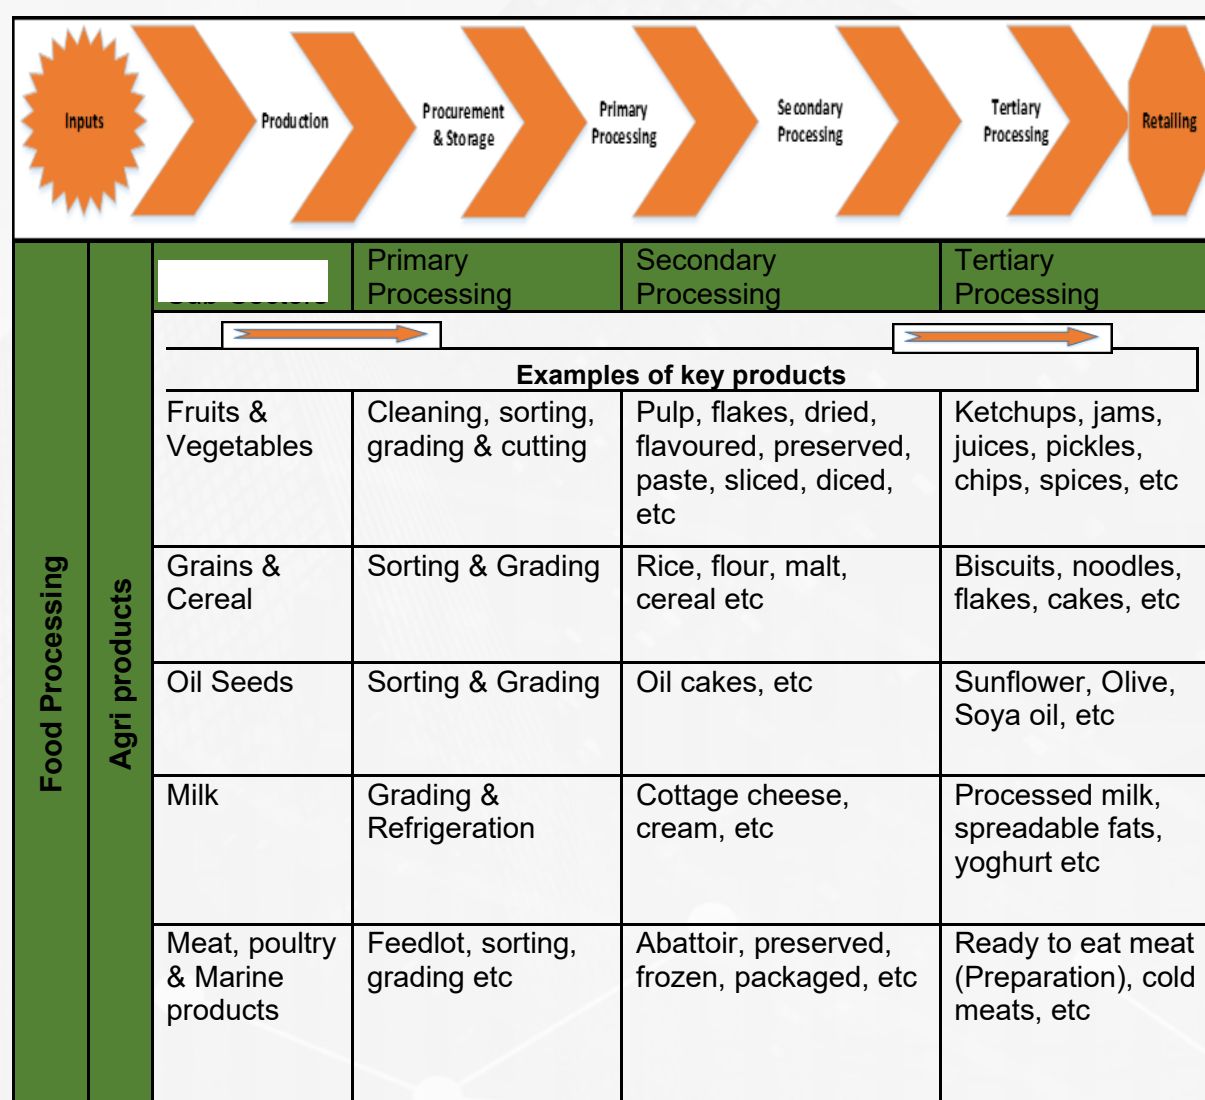 Inputs
Production
Procurement
& Storage
Primary
Processing
Secondary
Processing
Tertiary
Processing
Retailing
Primary
Processing
Secondary
Processing
Tertiary
Processing
Examples of key products
Food Processing
Agri products
Fruits &
Vegetables
Cleaning, sorting,
grading & cutting
Pulp, flakes, dried,
flavoured, preserved,
paste, sliced, diced,
etc
Ketchups, jams,
juices, pickles,
chips, spices, etc
Grains &
Cereal
Sorting & Grading
Rice, flour, malt,
cereal etc
Biscuits, noodles,
flakes, cakes, etc
Oil Seeds
Sorting & Grading
Oil cakes, etc
Sunflower, Olive,
Soya oil, etc
Milk
Grading &
Refrigeration
Cottage cheese,
cream, etc
Processed milk,
spreadable fats,
yoghurt etc
Meat, poultry
& Marine
products
Feedlot, sorting,
grading etc
Abattoir, preserved,
frozen, packaged, etc
Ready to eat meat
(Preparation), cold
meats, etc